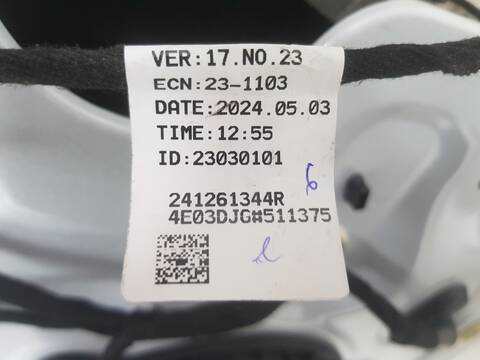 VER:17.NO.23
ECN:23-1103
DATE:2024.05.03
TIME:12:55
ID:23030101
6
241261344R
4E03DJG#511375